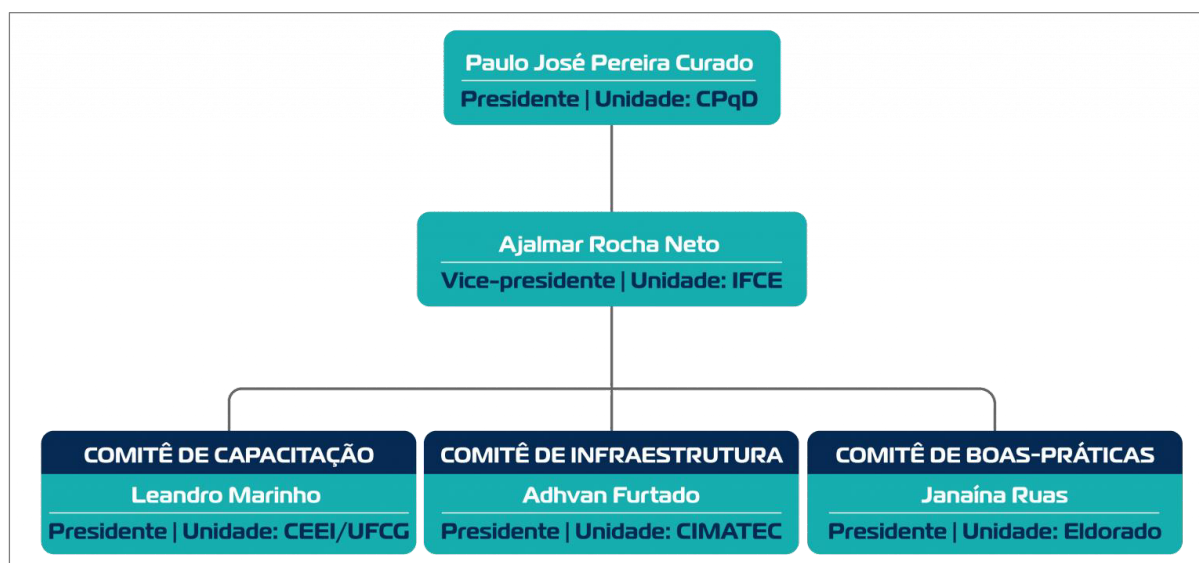 Paulo José Pereira Curado
Presidente | Unidade: CPqD
Ajalmar Rocha Neto
Vice-presidente | Unidade: IFCE
COMITÊ DE CAPACITAÇÃO
Leandro Marinho
Presidente | Unidade: CEEI/UFCG
COMITÊ DE INFRAESTRUTURA
Adhvan Furtado
Presidente | Unidade: CIMATEC
COMITÊ DE BOAS-PRÁTICAS
Janaína Ruas
Presidente | Unidade: Eldorado